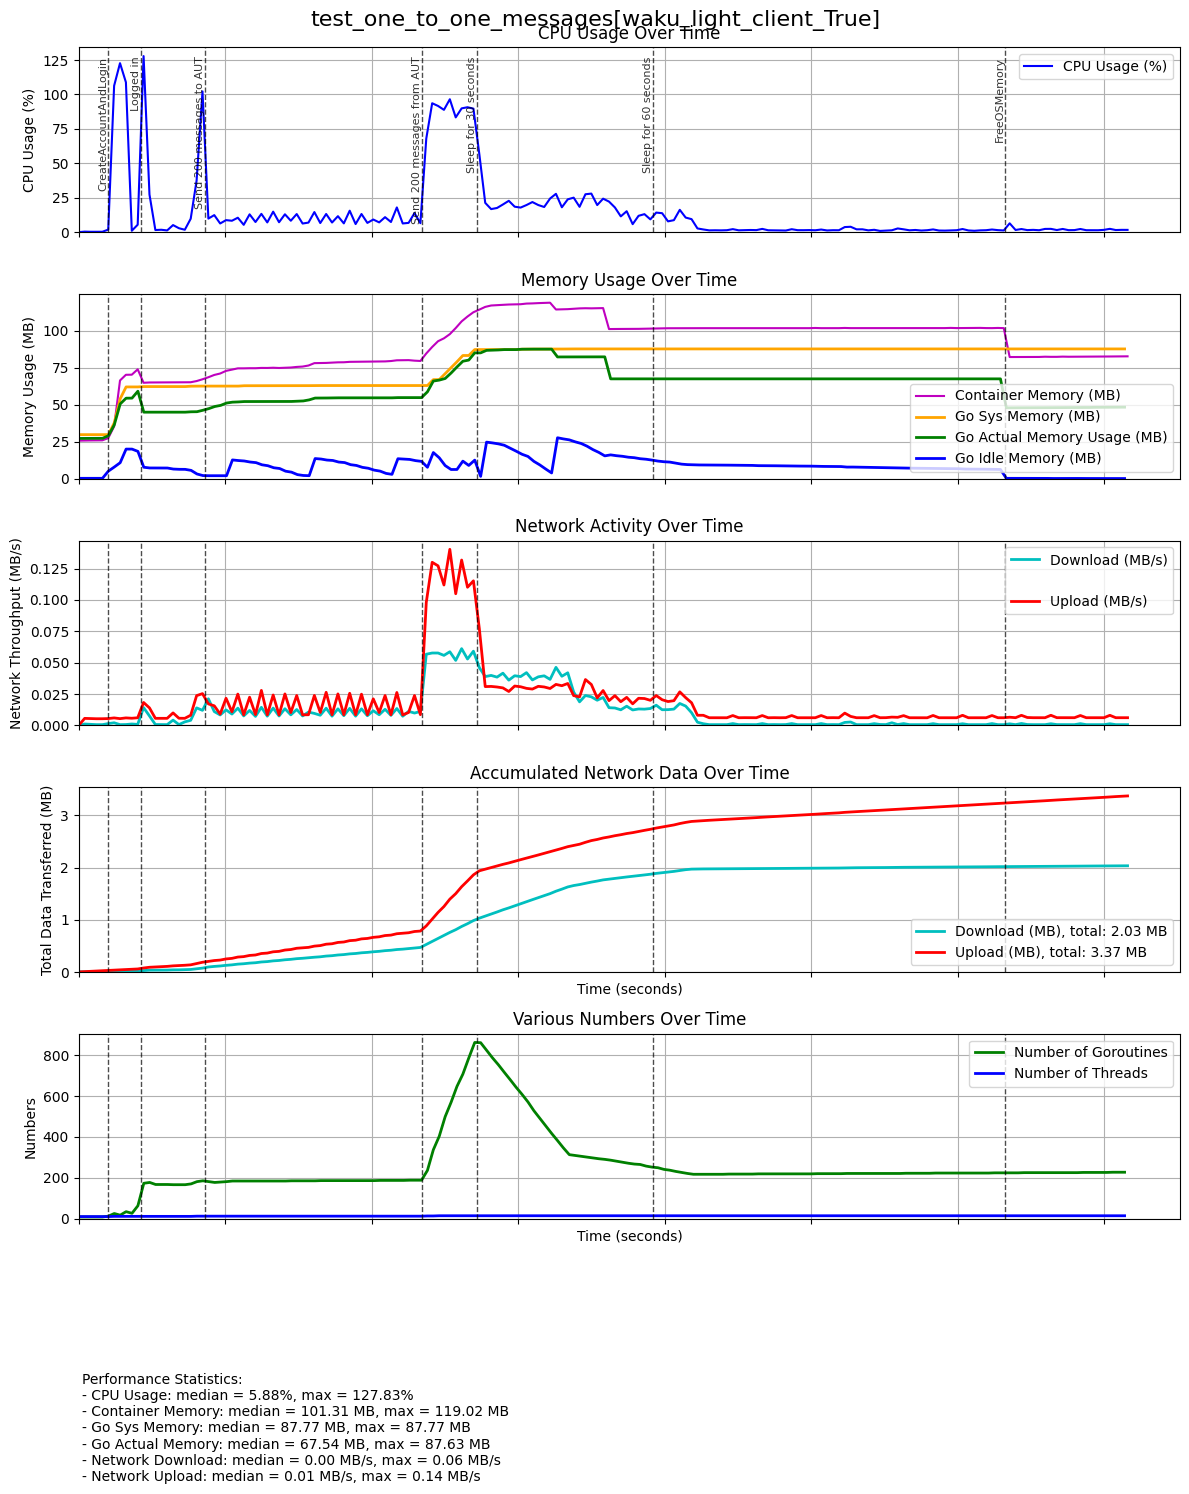 test_one_to_one_messages[waku_light_client_True]
CPU Usage Over Time
CPU Usage (%)
125
100
75
50
25
0
CreateAccountAndLogin
Logged in
Send 200 messages to AUT
Send 200 messages from AUT
Sleep for 30 seconds
Sleep for 60 seconds
FreeOSMemory
CPU Usage (%)
Memory Usage Over Time
Memory Usage (MB)
100
75
50
25
0
Container Memory (MB)
Go Sys Memory (MB)
Go Actual Memory Usage (MB)
Go Idle Memory (MB)
Network Activity Over Time
Network Throughput (MB/s)
0.125
0.100
0.075
0.050
0.025
0.000
Download (MB/s)
Upload (MB/s)
Accumulated Network Data Over Time
Total Data Transferred (MB)
3
2
1
0
Download (MB), total: 2.03 MB
Upload (MB), total: 3.37 MB
Time (seconds)
Various Numbers Over Time
Numbers
800
600
400
200
0
Number of Goroutines
Number of Threads
Time (seconds)
Performance Statistics:
- CPU Usage: median = 5.88%, max = 127.83%
- Container Memory: median = 101.31 MB, max = 119.02 MB
- Go Sys Memory: median = 87.77 MB, max = 87.77 MB
- Go Actual Memory: median = 67.54 MB, max = 87.63 MB
- Network Download: median = 0.00 MB/s, max = 0.06 MB/s
- Network Upload: median = 0.01 MB/s, max = 0.14 MB/s